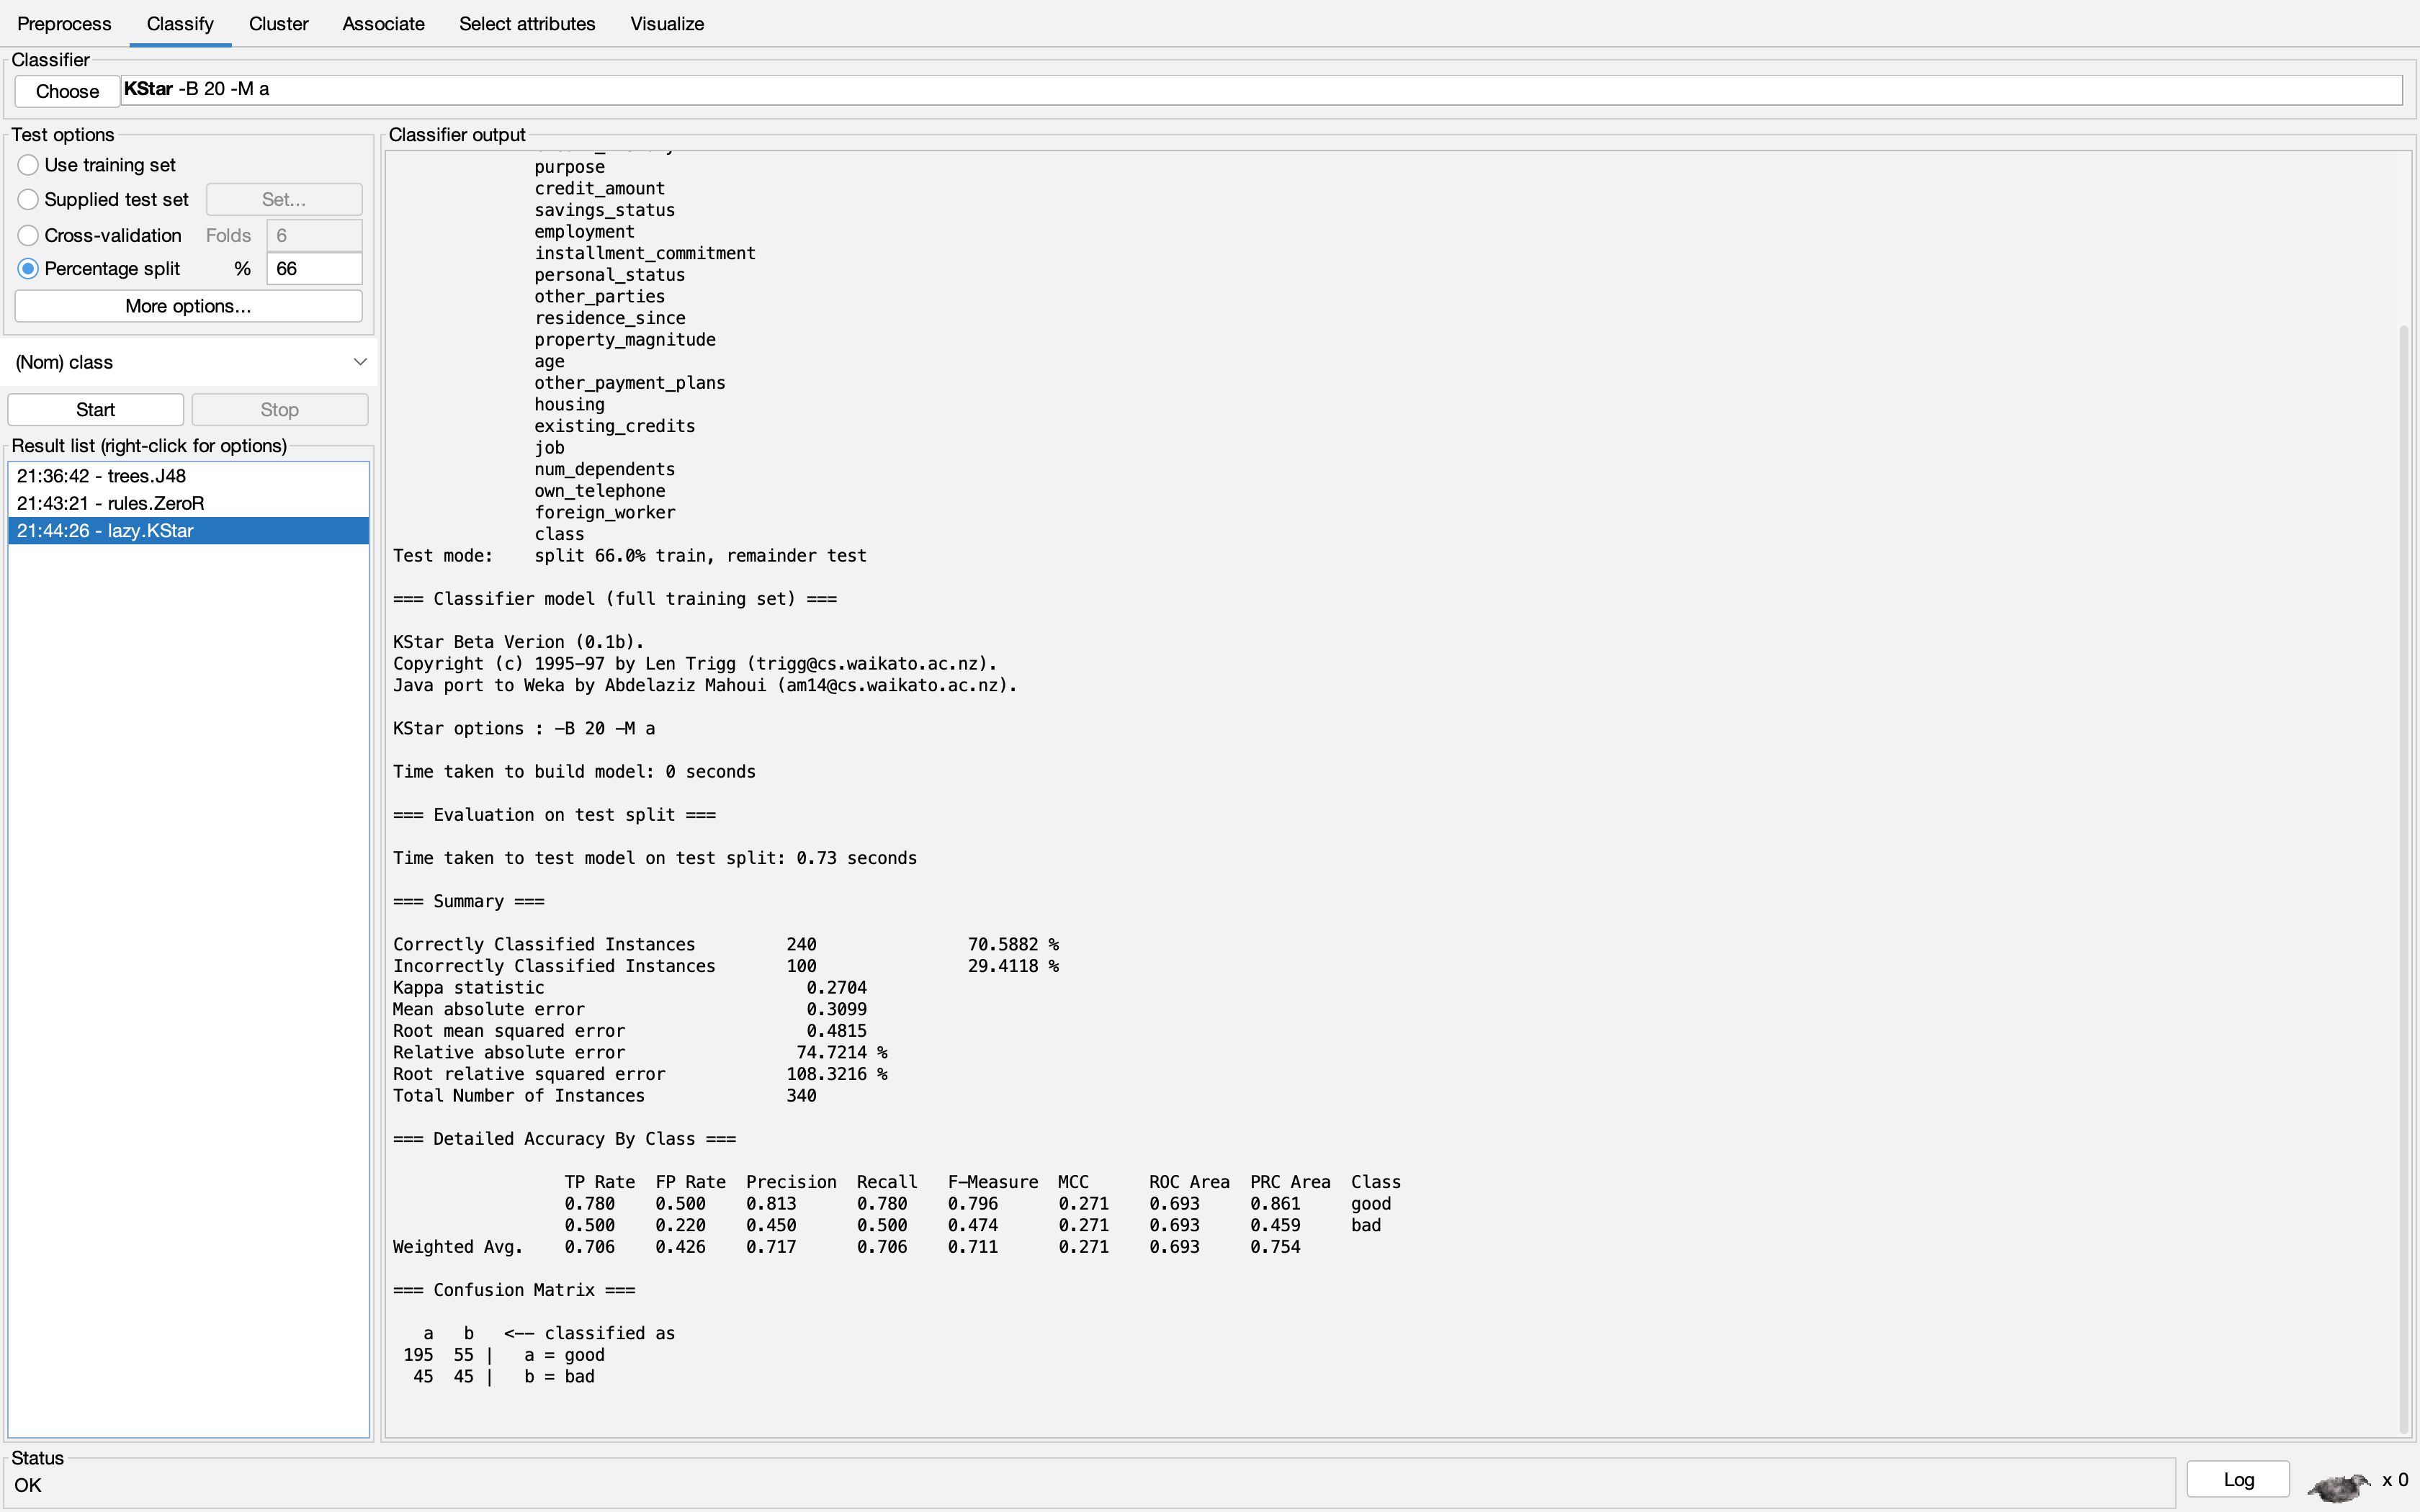 Preprocess Classify Cluster Associate Select attributes Visualize
Classifier
Choose KStar -B 20 -M a
Test options
Use training set
Supplied test set Set...
Cross-validation Folds 6
Percentage split % 66
More options...
(Nom) class
Start Stop
Result list (right-click for options)
21:36:42 - trees.J48
21:43:21 - rules.ZeroR
21:44:26 - lazy.KStar
Classifier output
purpose
credit_amount
savings_status
employment
installment_commitment
personal_status
other_parties
residence_since
property_magnitude
age
other_payment_plans
housing
existing_credits
job
num_dependents
own_telephone
foreign_worker
class
Test mode: split 66.0% train, remainder test
=== Classifier model (full training set) ===
KStar Beta Verion (0.1b).
Copyright (c) 1995-97 by Len Trigg (trigg@cs.waikato.ac.nz).
Java port to Weka by Abdelaziz Mahoui (am14@cs.waikato.ac.nz).
KStar options : -B 20 -M a
Time taken to build model: 0 seconds
=== Evaluation on test split ===
Time taken to test model on test split: 0.73 seconds
=== Summary ===
Correctly Classified Instances 240 70.5882 %
Incorrectly Classified Instances 100 29.4118 %
Kappa statistic 0.2704
Mean absolute error 0.3099
Root mean squared error 0.4815
Relative absolute error 74.7214 %
Root relative squared error 108.3216 %
Total Number of Instances 340
=== Detailed Accuracy By Class ===
TP Rate FP Rate Precision Recall F-Measure MCC ROC Area PRC Area Class
0.780 0.500 0.813 0.780 0.796 0.271 0.693 0.861 good
0.500 0.220 0.450 0.500 0.474 0.271 0.693 0.459 bad
Weighted Avg. 0.706 0.426 0.717 0.706 0.711 0.271 0.693 0.754
=== Confusion Matrix ===
a b <-- classified as
195 55 | a = good
45 45 | b = bad
Status
OK
Log x 0